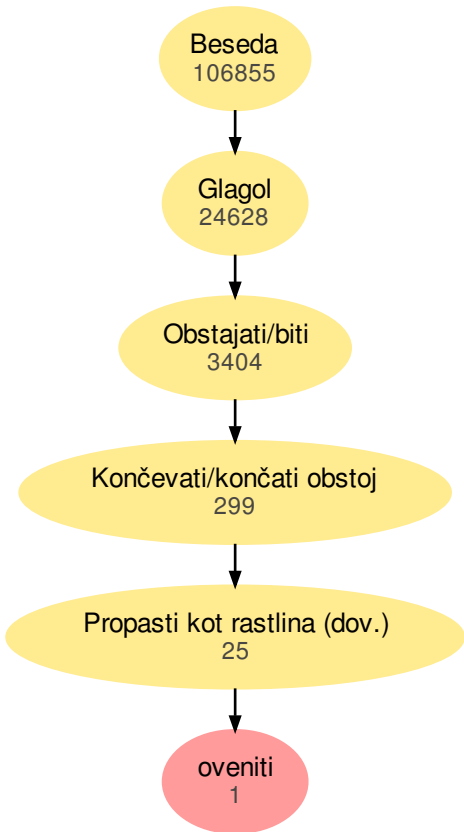 Beseda
106855
Glagol
24628
Obstajati/biti
3404
Končevati/končati obstoj
299
Propasti kot rastlina (dov.)
25
oveniti
1